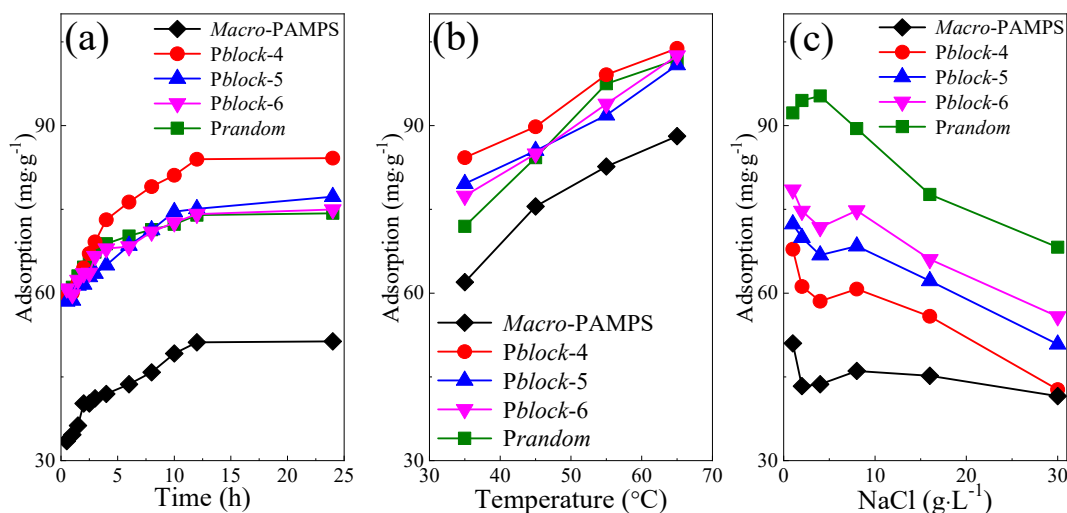 (a)
Macro-PAMPS
Pblock-4
Pblock-5
Pblock-6
Prandom
Adsorption (mg·g⁻¹)
90
60
30
0 5 10 15 20 25
Time (h)
(b)
Macro-PAMPS
Pblock-4
Pblock-5
Pblock-6
Prandom
Adsorption (mg·g⁻¹)
90
60
30
30 40 50 60 70
Temperature (°C)
(c)
Macro-PAMPS
Pblock-4
Pblock-5
Pblock-6
Prandom
Adsorption (mg·g⁻¹)
90
60
30
0 10 20 30
NaCl (g·L⁻¹)